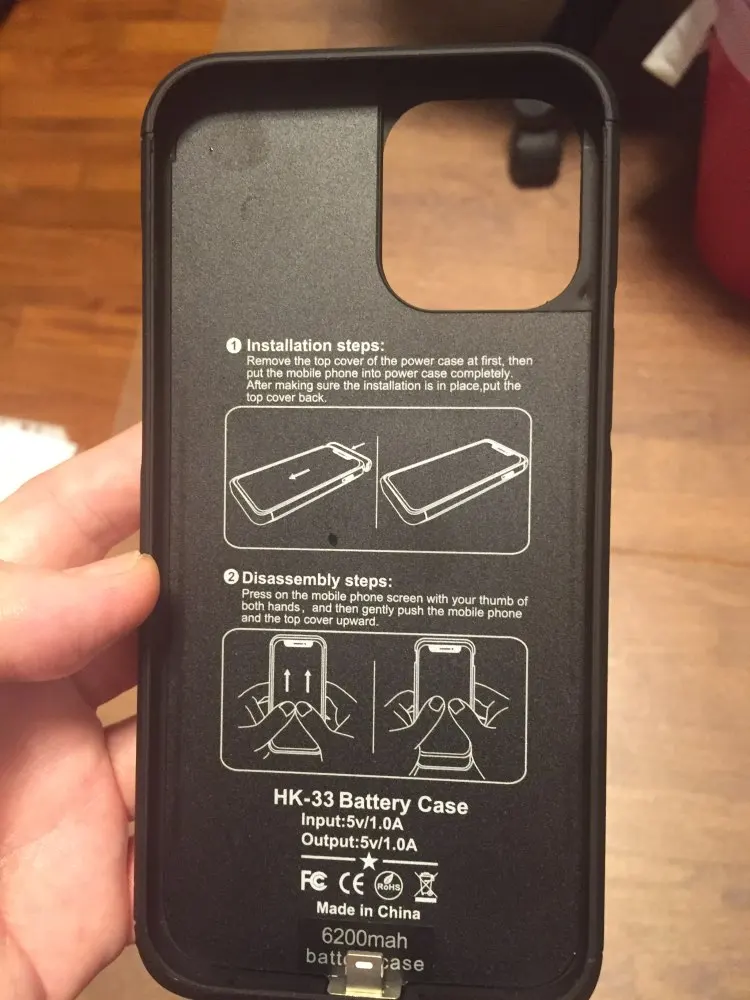 1 Installation steps:
Remove the top cover of the power case at first, then
put the mobile phone into power case completely.
After making sure the installation is in place,put the
top cover back.
2 Disassembly steps:
Press on the mobile phone screen with your thumb of
both hands, and then gently push the mobile phone
and the top cover upward.
HK-33 Battery Case
Input:5v/1.0A
Output:5v/1.0A
FC CE RoHS
Made in China
6200mah